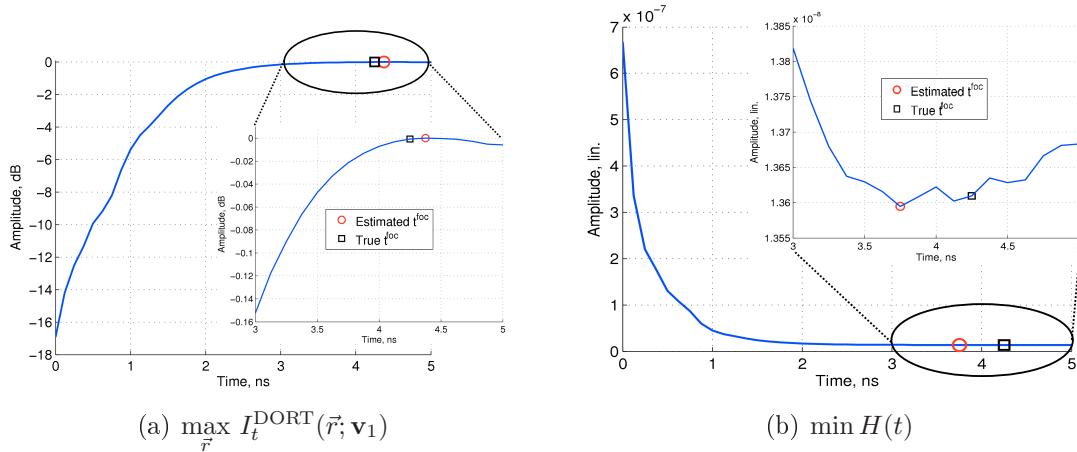 0
−2
−4
−6
−8
−10
−12
−14
−16
−18
Amplitude, dB
0 1 2 3 4 5
Time, ns
0
−0.02
−0.04
−0.06
−0.08
−0.1
−0.12
−0.14
−0.16
Amplitude, dB
Estimated t^foc
True t^foc
3 3.5 4 4.5 5
Time, ns
(a) max_{\vec{r}} I_t^{DORT}(\vec{r}; v₁)
7 x 10^−7
6
5
4
3
2
1
0
Amplitude, lin.
0 1 2 3 4 5
Time, ns
1.385 x 10^−8
1.38
1.375
1.37
1.365
1.36
1.355
Amplitude, lin.
Estimated t^foc
True t^foc
3 3.5 4 4.5
Time, ns
(b) min H(t)